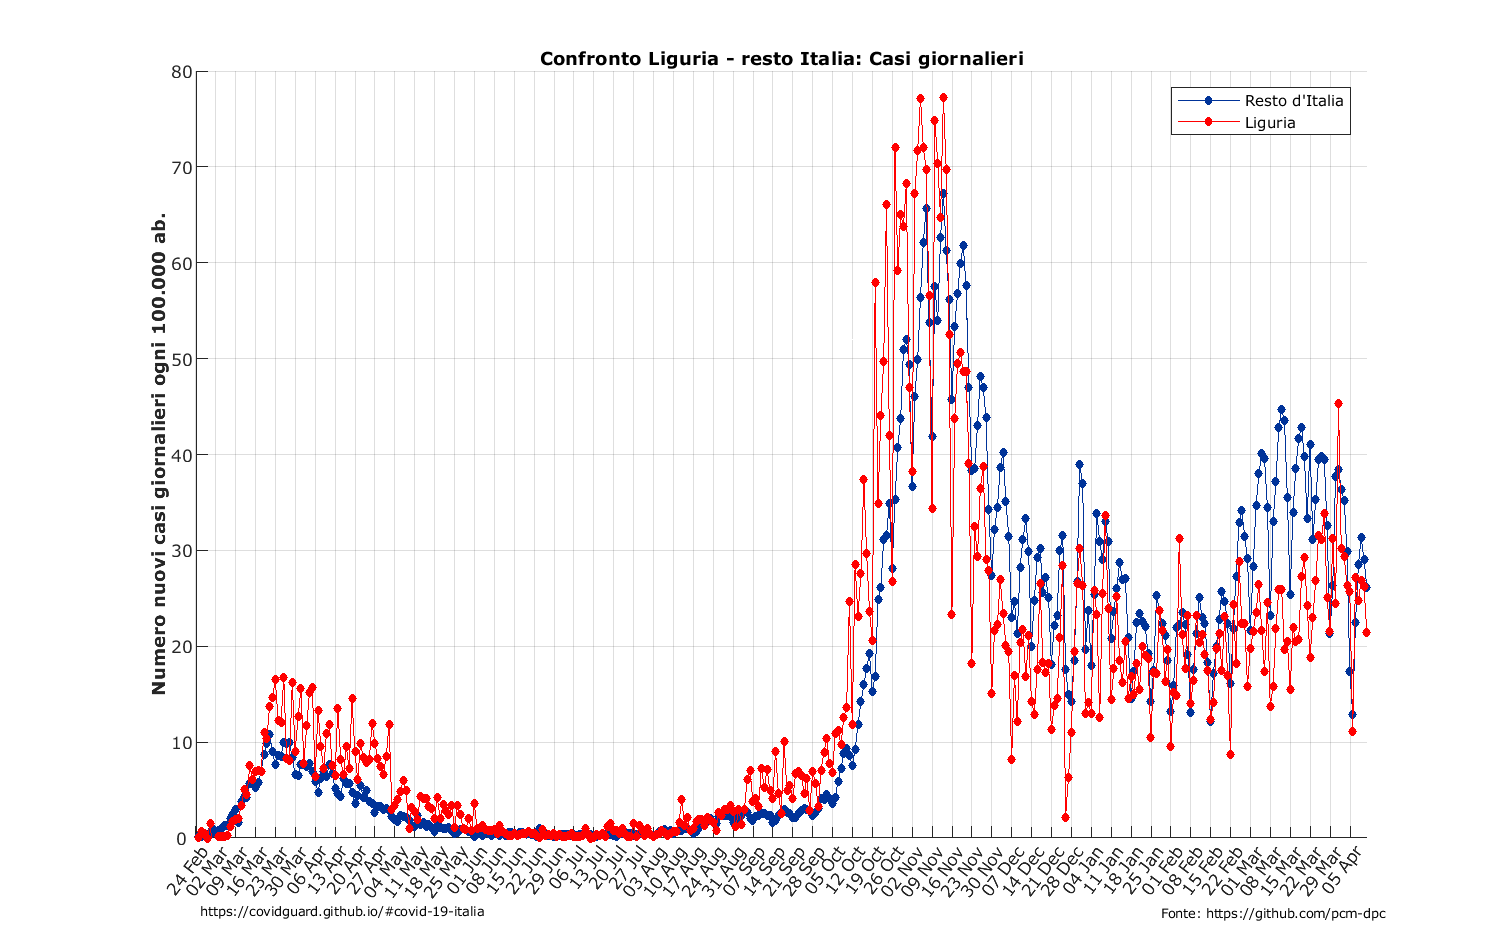 Confronto Liguria - resto Italia: Casi giornalieri
Numero nuovi casi giornalieri ogni 100.000 ab.
80
70
60
50
40
30
20
10
0
Resto d'Italia
Liguria
24 Feb
02 Mar
09 Mar
16 Mar
23 Mar
30 Mar
06 Apr
13 Apr
20 Apr
27 Apr
04 May
11 May
18 May
25 May
01 Jun
08 Jun
15 Jun
22 Jun
29 Jun
06 Jul
13 Jul
20 Jul
27 Jul
03 Aug
10 Aug
17 Aug
24 Aug
31 Aug
07 Sep
14 Sep
21 Sep
28 Sep
05 Oct
12 Oct
19 Oct
26 Oct
02 Nov
09 Nov
16 Nov
23 Nov
30 Nov
07 Dec
14 Dec
21 Dec
28 Dec
04 Jan
11 Jan
18 Jan
25 Jan
01 Feb
08 Feb
15 Feb
22 Feb
01 Mar
08 Mar
15 Mar
22 Mar
29 Mar
05 Apr
https://covidguard.github.io/#covid-19-italia
Fonte: https://github.com/pcm-dpc